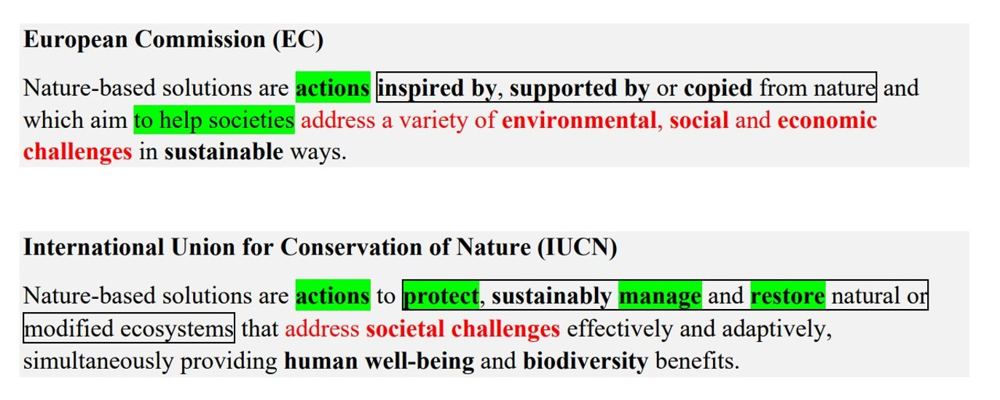 European Commission (EC)
Nature-based solutions are actions inspired by, supported by or copied from nature and
which aim to help societies address a variety of environmental, social and economic
challenges in sustainable ways.
International Union for Conservation of Nature (IUCN)
Nature-based solutions are actions to protect, sustainably manage and restore natural or
modified ecosystems that address societal challenges effectively and adaptively,
simultaneously providing human well-being and biodiversity benefits.